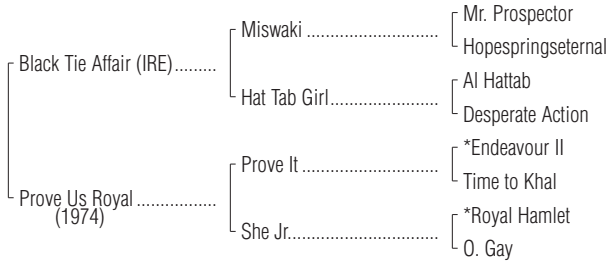 Mr. Prospector
Miswaki ...........................
Hopespringseternal
Black Tie Affair (IRE).........
Al Hattab
Hat Tab Girl......................
Desperate Action
*Endeavour II
Prove It ...........................
Time to Khal
Prove Us Royal .................
(1974)
*Royal Hamlet
She Jr..............................
O. Gay